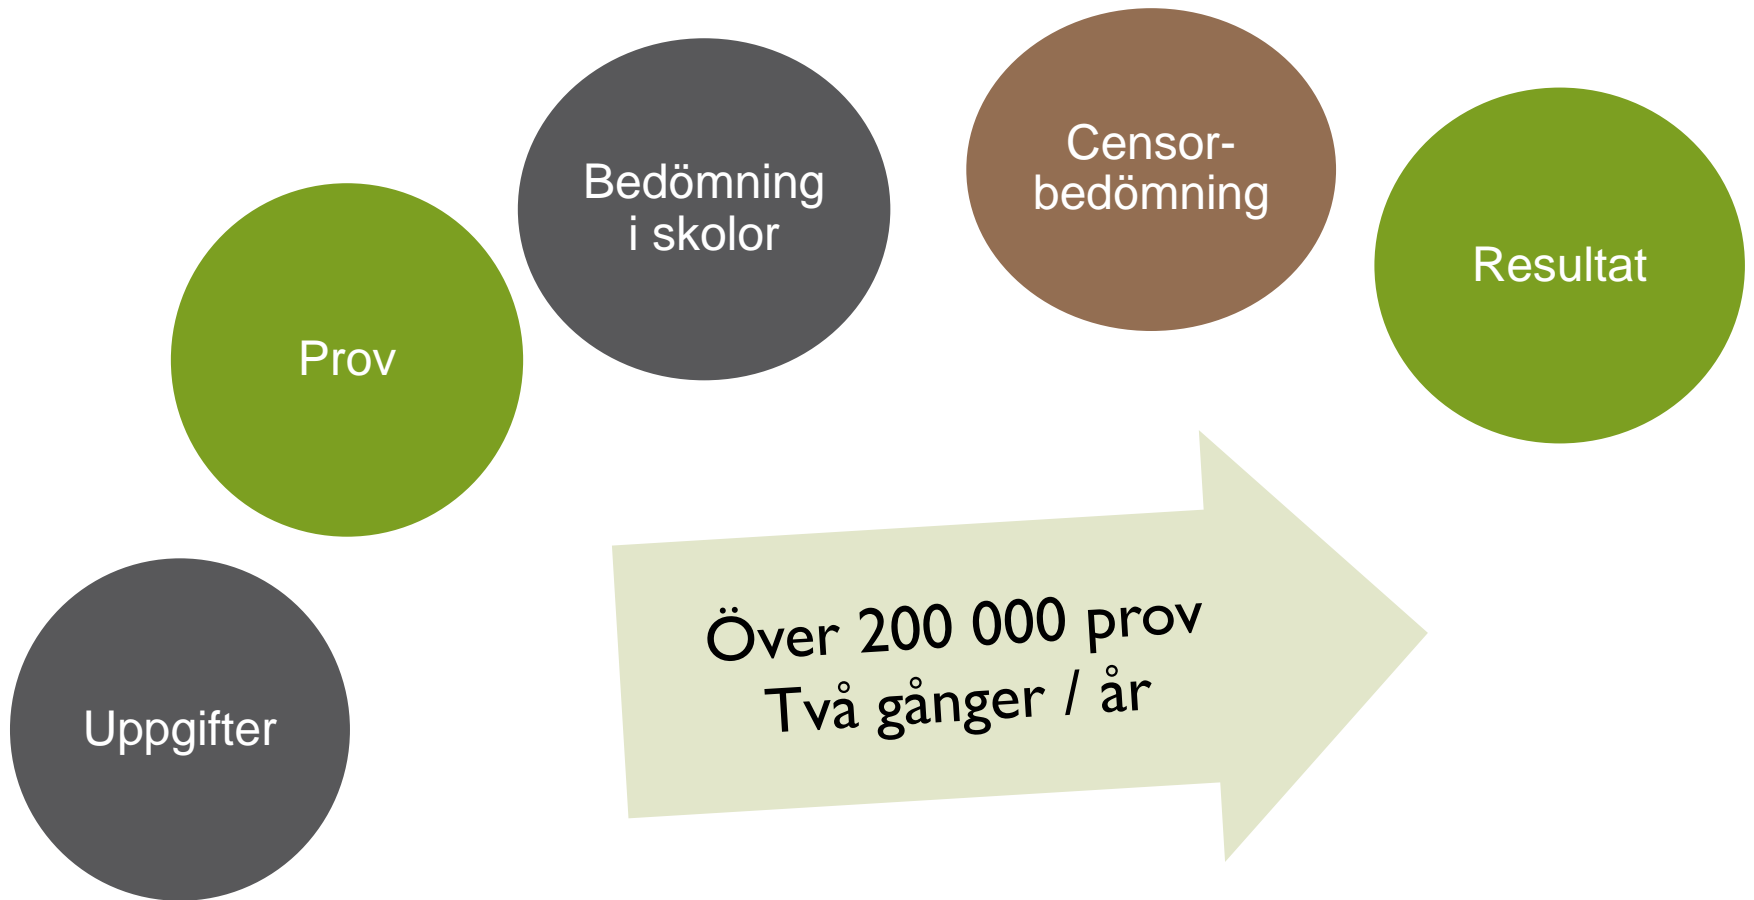 Uppgifter
Prov
Bedömning
i skolor
Censor-
bedömning
Resultat
Över 200 000 prov
Två gånger / år